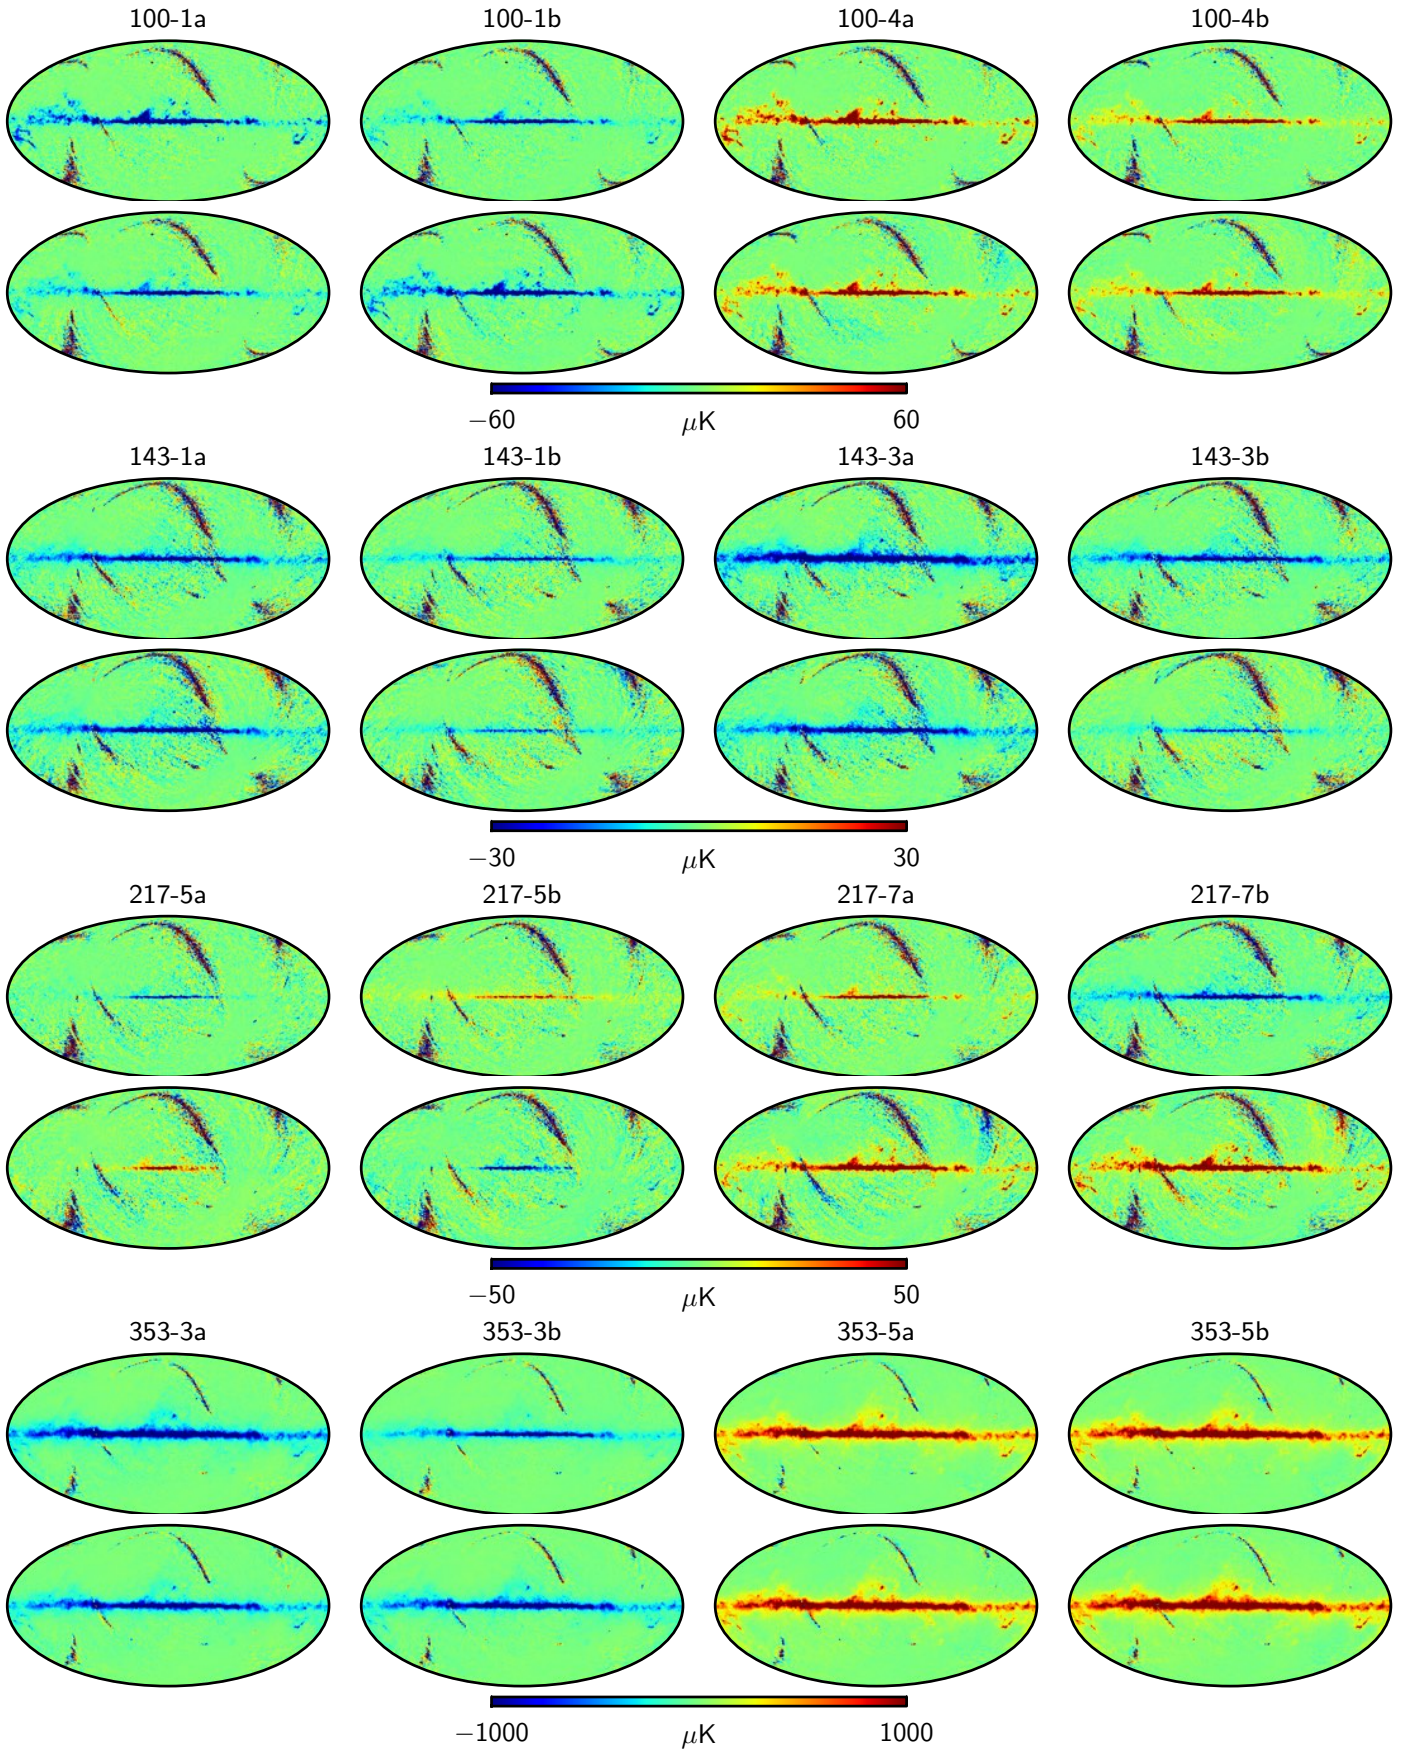 100-1a 100-1b 100-4a 100-4b
−60 μK 60
143-1a 143-1b 143-3a 143-3b
−30 μK 30
217-5a 217-5b 217-7a 217-7b
−50 μK 50
353-3a 353-3b 353-5a 353-5b
−1000 μK 1000